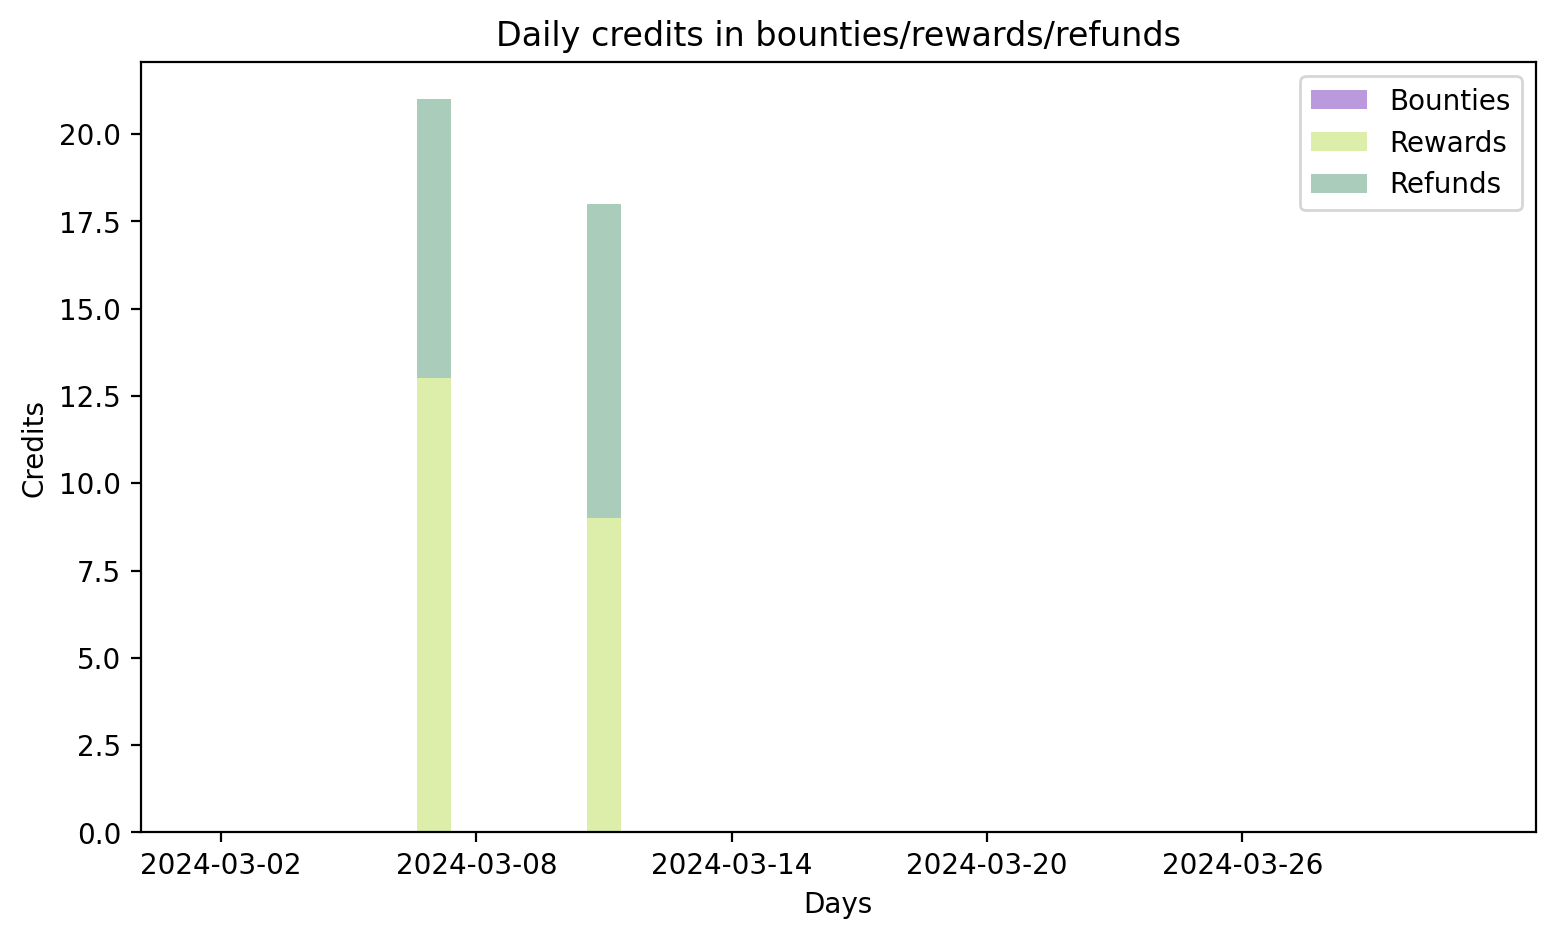 Daily credits in bounties/rewards/refunds
Bounties
Rewards
Refunds
20.0
17.5
15.0
12.5
10.0
7.5
5.0
2.5
0.0
Credits
2024-03-02 2024-03-08 2024-03-14 2024-03-20 2024-03-26
Days